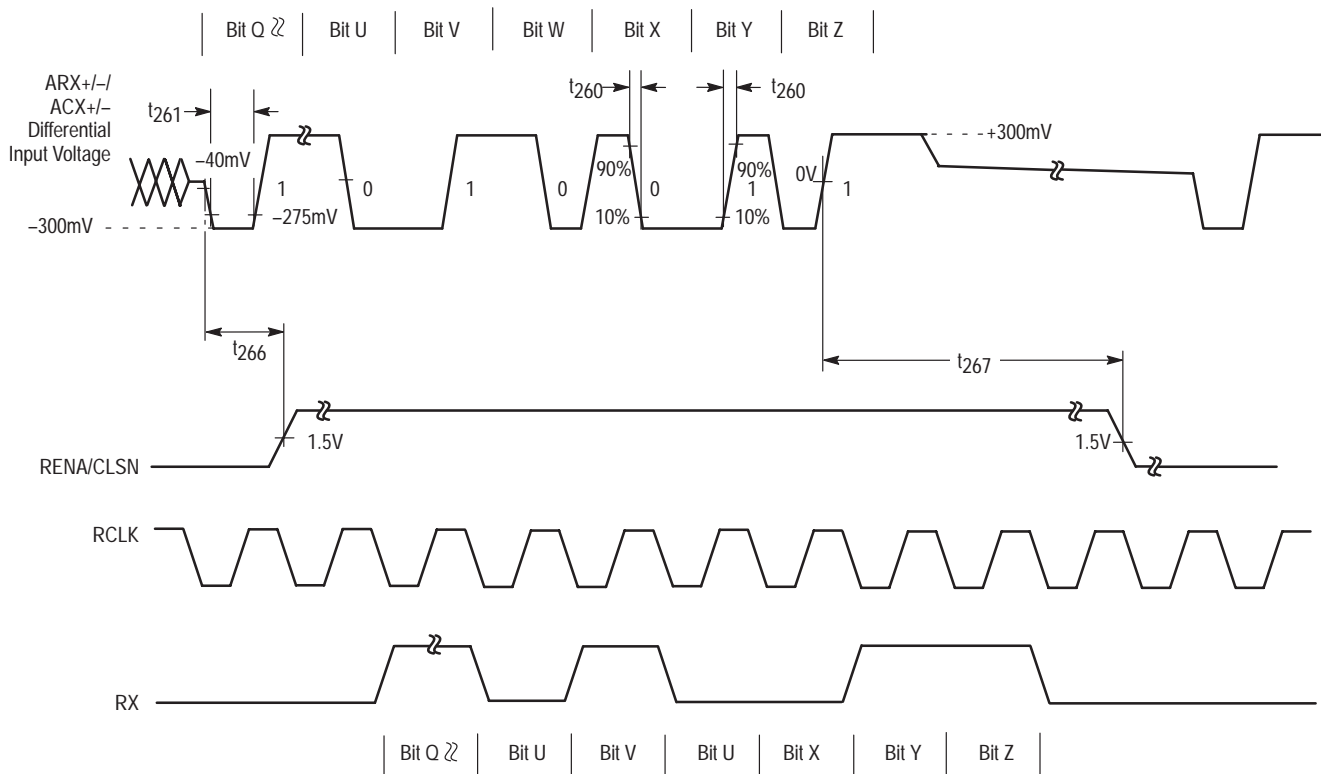 Bit Q Bit U Bit V Bit W Bit X Bit Y Bit Z
ARX+/–/
ACX+/–
Differential
Input Voltage
t261
t260
t260
+300mV
–40mV
90%
90%
0V
1
0
1
0
0
1
1
–275mV
10%
10%
–300mV
t266
t267
1.5V
1.5V
RENA/CLSN
RCLK
RX
Bit Q Bit U Bit V Bit U Bit X Bit Y Bit Z